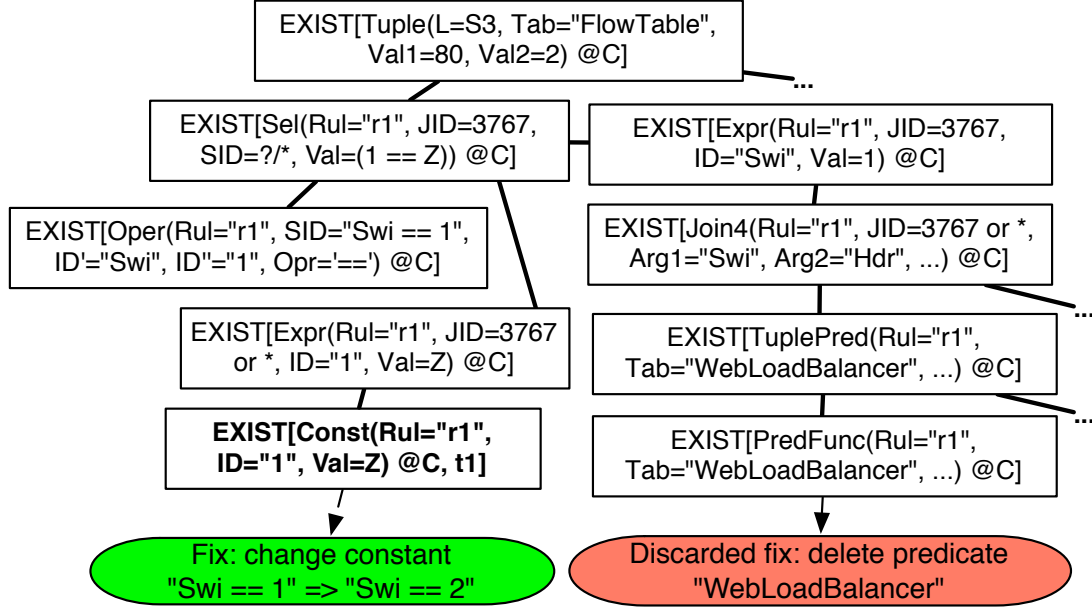 EXIST[Tuple(L=S3, Tab="FlowTable",
Val1=80, Val2=2) @C]
...
EXIST[Sel(Rul="r1", JID=3767,
SID=?/*, Val=(1 == Z)) @C]
EXIST[Expr(Rul="r1", JID=3767,
ID="Swi", Val=1) @C]
EXIST[Oper(Rul="r1", SID="Swi == 1",
ID'="Swi", ID''="1", Opr='==') @C]
EXIST[Join4(Rul="r1", JID=3767 or *,
Arg1="Swi", Arg2="Hdr", ...) @C]
...
EXIST[Expr(Rul="r1", JID=3767
or *, ID="1", Val=Z) @C]
EXIST[TuplePred(Rul="r1",
Tab="WebLoadBalancer", ...) @C]
...
EXIST[Const(Rul="r1",
ID="1", Val=Z) @C, t1]
EXIST[PredFunc(Rul="r1",
Tab="WebLoadBalancer", ...) @C]
Fix: change constant
"Swi == 1" => "Swi == 2"
Discarded fix: delete predicate
"WebLoadBalancer"